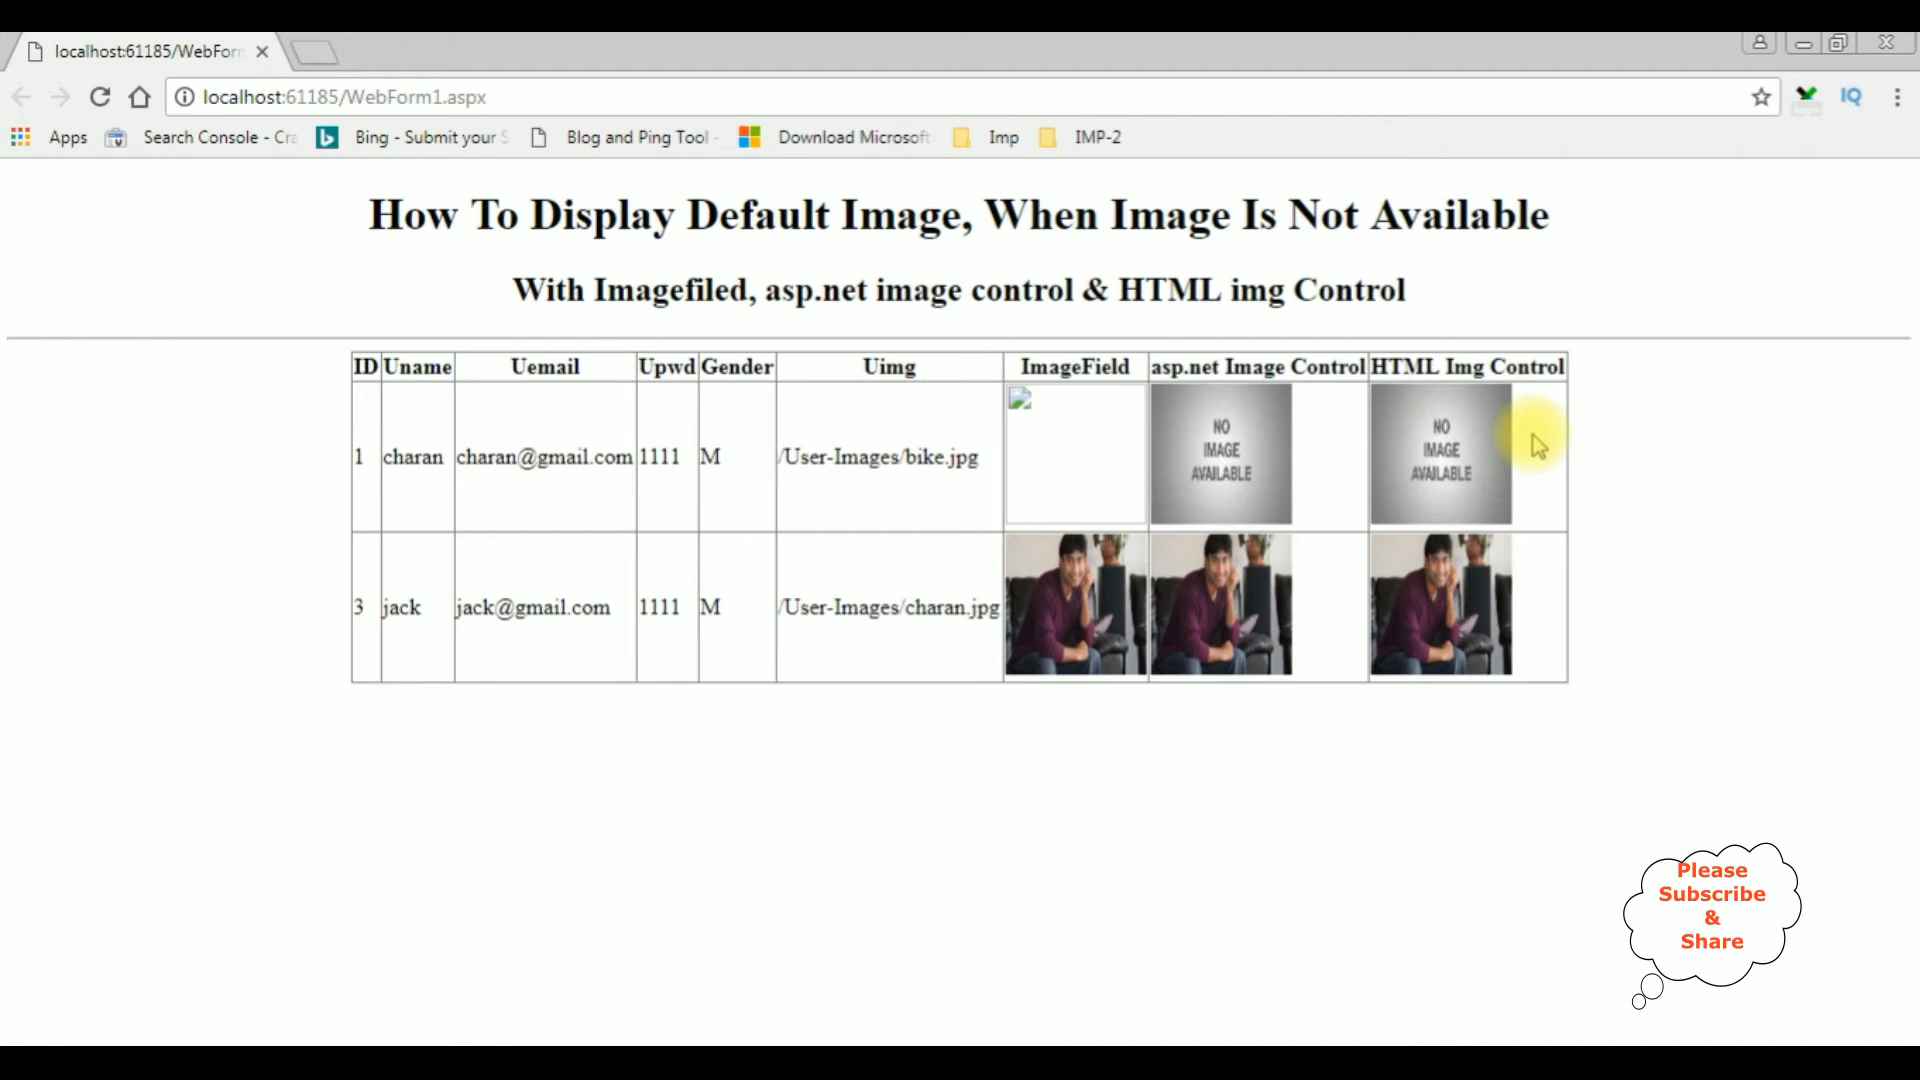 localhost:61185/WebForm
localhost:61185/WebForm1.aspx
IQ
Apps Search Console - Cra Bing - Submit your S Blog and Ping Tool - Download Microsoft Imp IMP-2
How To Display Default Image, When Image Is Not Available
With Imagefiled, asp.net image control & HTML img Control
ID Uname Uemail Upwd Gender Uimg ImageField asp.net Image Control HTML Img Control
1 charan charan@gmail.com 1111 M /User-Images/bike.jpg
NO
IMAGE
AVAILABLE
NO
IMAGE
AVAILABLE
3 jack jack@gmail.com 1111 M /User-Images/charan.jpg
Please
Subscribe
&
Share